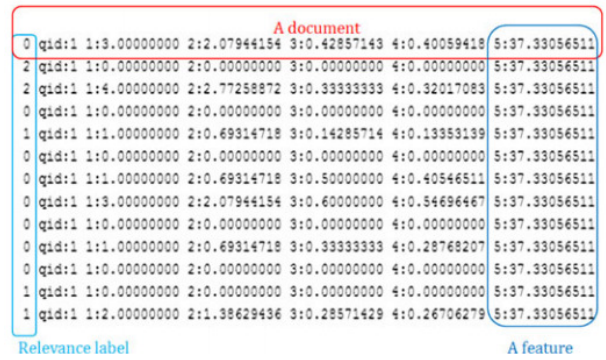 A document
0 qid:1 1:3.00000000 2:2.07944154 3:0.42857143 4:0.40059418 5:37.33056511
2 qid:1 1:0.00000000 2:0.00000000 3:0.00000000 4:0.00000000 5:37.33056511
2 qid:1 1:4.00000000 2:2.77258872 3:0.33333333 4:0.32017083 5:37.33056511
0 qid:1 1:0.00000000 2:0.00000000 3:0.00000000 4:0.00000000 5:37.33056511
1 qid:1 1:1.00000000 2:0.69314718 3:0.14285714 4:0.13353139 5:37.33056511
0 qid:1 1:0.00000000 2:0.00000000 3:0.00000000 4:0.00000000 5:37.33056511
0 qid:1 1:1.00000000 2:0.69314718 3:0.50000000 4:0.40546511 5:37.33056511
0 qid:1 1:3.00000000 2:2.07944154 3:0.60000000 4:0.54696467 5:37.33056511
0 qid:1 1:0.00000000 2:0.00000000 3:0.00000000 4:0.00000000 5:37.33056511
0 qid:1 1:1.00000000 2:0.69314718 3:0.33333333 4:0.28768207 5:37.33056511
0 qid:1 1:0.00000000 2:0.00000000 3:0.00000000 4:0.00000000 5:37.33056511
1 qid:1 1:0.00000000 2:0.00000000 3:0.00000000 4:0.00000000 5:37.33056511
1 qid:1 1:2.00000000 2:1.38629436 3:0.28571429 4:0.26706279 5:37.33056511
Relevance label
A feature